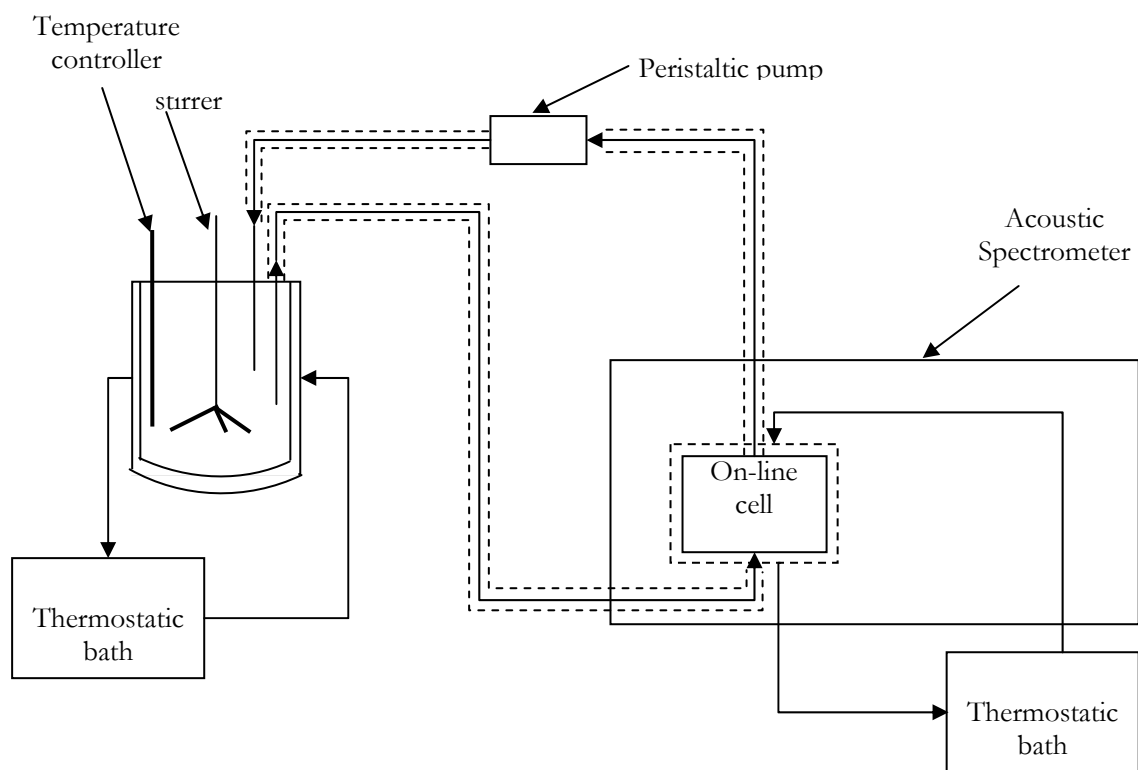 Temperature
controller
stirrer
Peristaltic pump
Acoustic
Spectrometer
On-line
cell
Thermostatic
bath
Thermostatic
bath